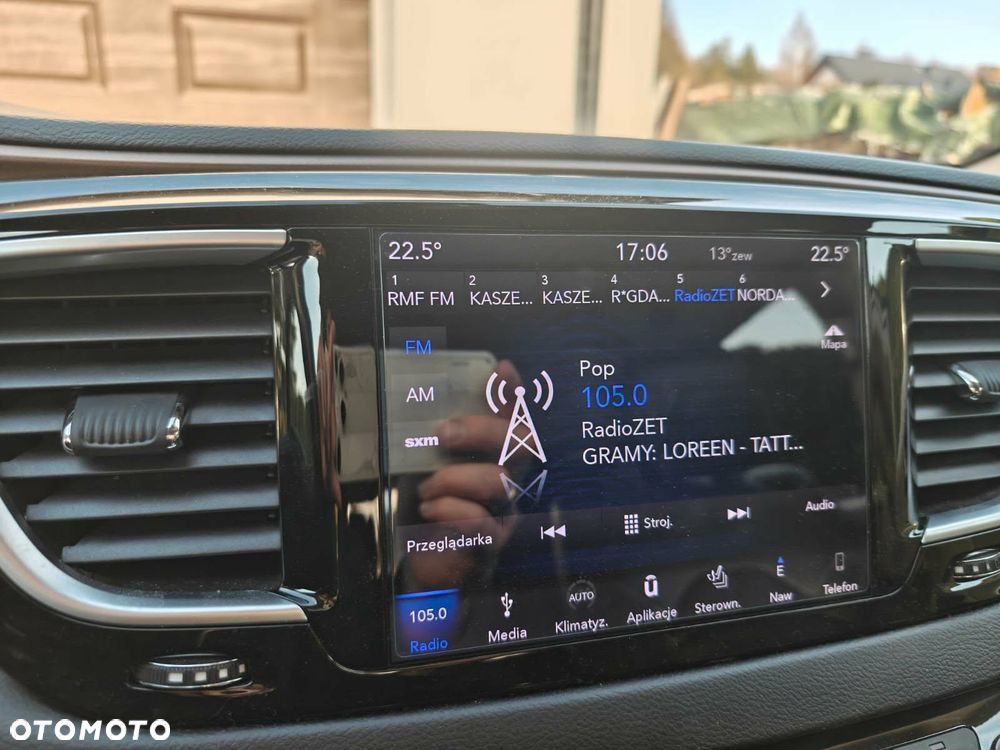 22.5° 17:06 13°zew 22.5°
1 2 3 4 5 6
RMF FM KASZE... KASZE... R*GDA... RadioZET NORDA...
Mapa
FM
AM
sxm
Pop
105.0
RadioZET
GRAMY: LOREEN - TATT...
Przeglądarka Stroj. Audio
105.0 AUTO E
Radio Media Klimatyz. Aplikacje Sterown. Naw Telefon
OTOMOTO